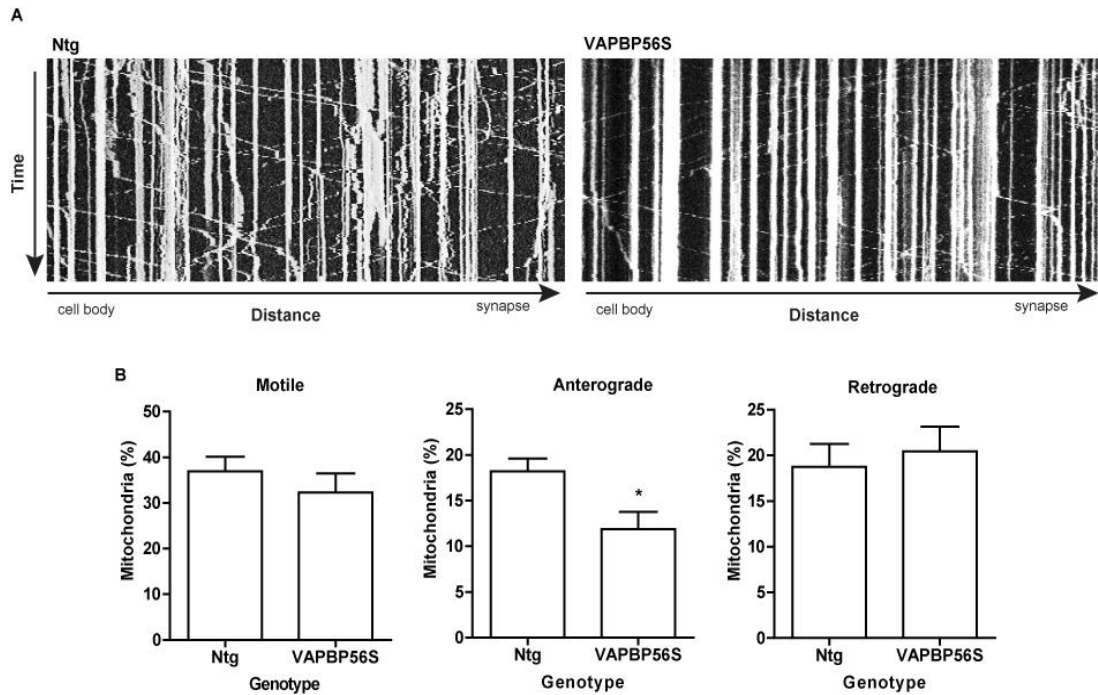 A
Ntg
VAPBP56S
Time
cell body
Distance
synapse
cell body
Distance
synapse
B
Motile
Mitochondria (%)
50
40
30
20
10
0
Ntg
VAPBP56S
Genotype
Anterograde
Mitochondria (%)
25
20
15
10
5
0
*
Ntg
VAPBP56S
Genotype
Retrograde
Mitochondria (%)
25
20
15
10
5
0
Ntg
VAPBP56S
Genotype